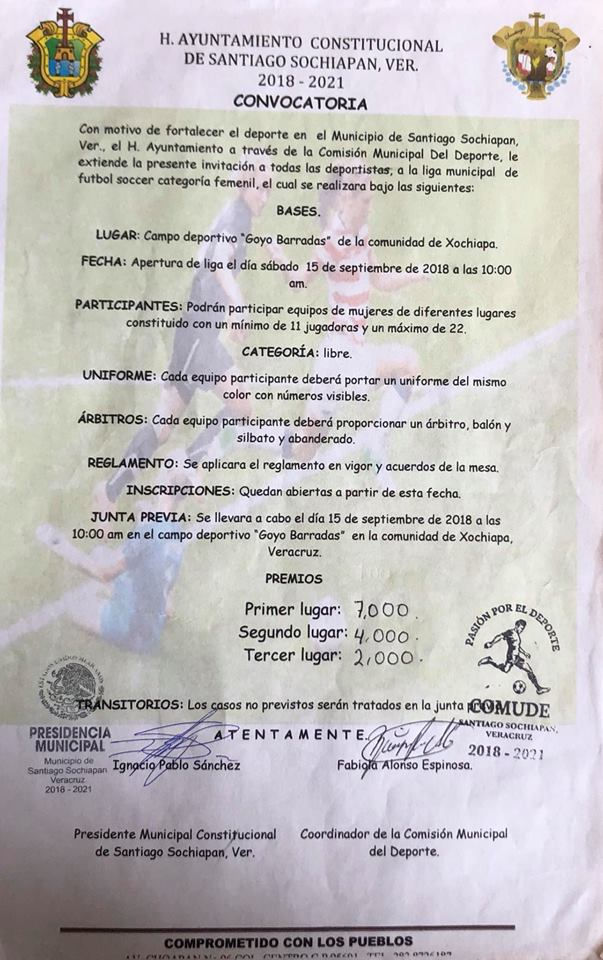 H. AYUNTAMIENTO CONSTITUCIONAL
DE SANTIAGO SOCHIAPAN, VER.
2018 - 2021
CONVOCATORIA
Con motivo de fortalecer el deporte en el Municipio de Santiago Sochiapan,
Ver., el H. Ayuntamiento a través de la Comisión Municipal Del Deporte, le
extiende la presente invitación a todas las deportistas; a la liga municipal de
futbol soccer categoría femenil, el cual se realizara bajo las siguientes:
BASES.
LUGAR: Campo deportivo "Goyo Barradas" de la comunidad de Xochiapa.
FECHA: Apertura de liga el día sábado 15 de septiembre de 2018 a las 10:00
am.
PARTICIPANTES: Podrán participar equipos de mujeres de diferentes lugares
constituido con un mínimo de 11 jugadoras y un máximo de 22.
CATEGORÍA: libre.
UNIFORME: Cada equipo participante deberá portar un uniforme del mismo
color con números visibles.
ÁRBITROS: Cada equipo participante deberá proporcionar un árbitro, balón y
silbato y abanderado.
REGLAMENTO: Se aplicara el reglamento en vigor y acuerdos de la mesa.
INSCRIPCIONES: Quedan abiertas a partir de esta fecha.
JUNTA PREVIA: Se llevara a cabo el día 15 de septiembre de 2018 a las
10:00 am en el campo deportivo "Goyo Barradas" en la comunidad de Xochiapa,
Veracruz.
PREMIOS
Primer lugar: 7,000.
Segundo lugar: 4,000.
Tercer lugar: 2,000.
PASIÓN POR EL DEPORTE
COMUDE
SANTIAGO SOCHIAPAN,
VERACRUZ
2018 - 2021
TRANSITORIOS: Los casos no previstos serán tratados en la junta
PRESIDENCIA
MUNICIPAL
Municipio de
Santiago Sochiapan
Veracruz
2018 - 2021
ATENTAMENTE.
Ignacio Pablo Sánchez
Fabiola Alonso Espinosa.
Presidente Municipal Constitucional
de Santiago Sochiapan, Ver.
Coordinador de la Comisión Municipal
del Deporte.
COMPROMETIDO CON LOS PUEBLOS